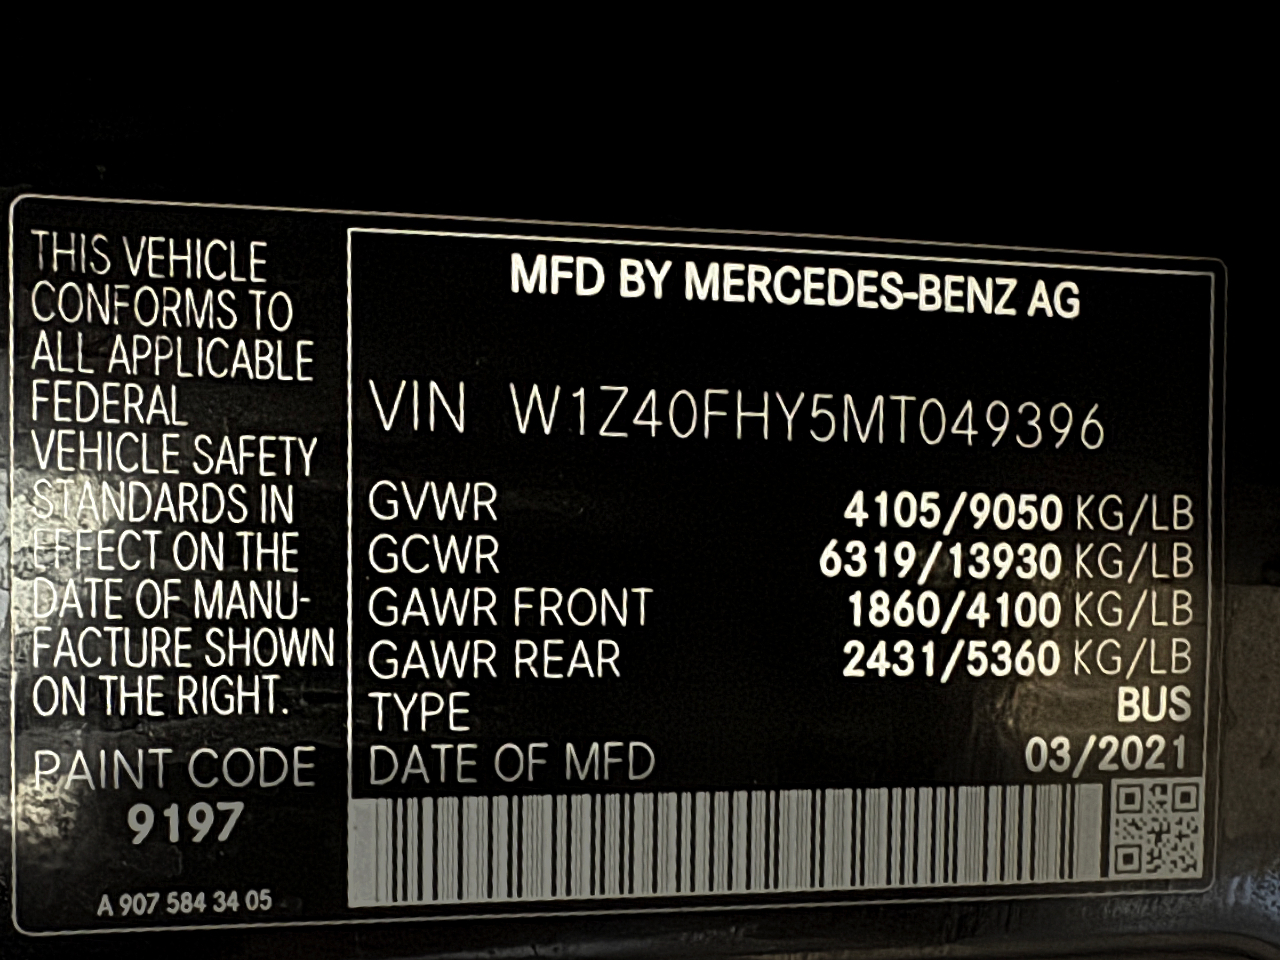 THIS VEHICLE
CONFORMS TO
ALL APPLICABLE
FEDERAL
VEHICLE SAFETY
STANDARDS IN
EFFECT ON THE
DATE OF MANU-
FACTURE SHOWN
ON THE RIGHT.
PAINT CODE
9197
A 907 584 34 05
MFD BY MERCEDES-BENZ AG
VIN W1Z40FHY5MT049396
GVWR 4105/9050 KG/LB
GCWR 6319/13930 KG/LB
GAWR FRONT 1860/4100 KG/LB
GAWR REAR 2431/5360 KG/LB
TYPE BUS
DATE OF MFD 03/2021